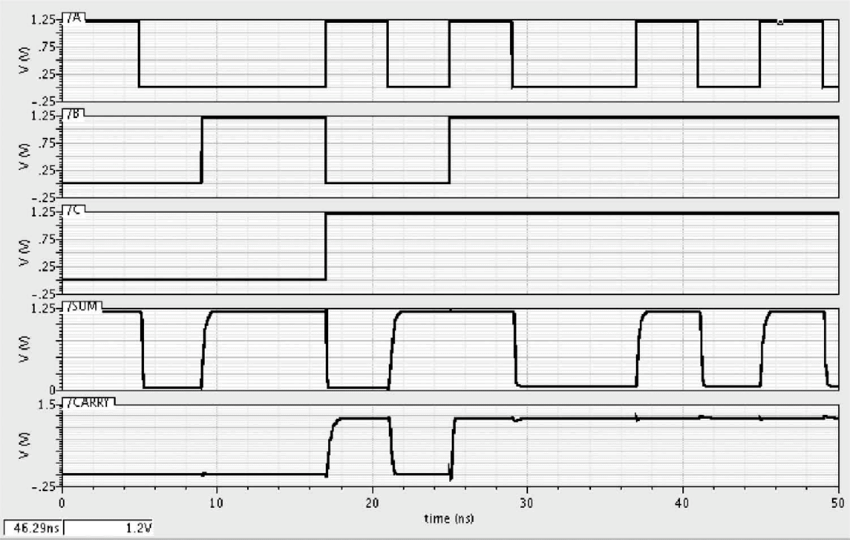 /A
1.25
.75
.25
-.25
V (V)
/B
1.25
.75
.25
-.25
V (V)
/C
1.25
.75
.25
-.25
V (V)
/SUM
1.25
0
V (V)
/CARRY
1.5
-.25
V (V)
0 10 20 30 40 50
time (ns)
46.29ns 1.2V